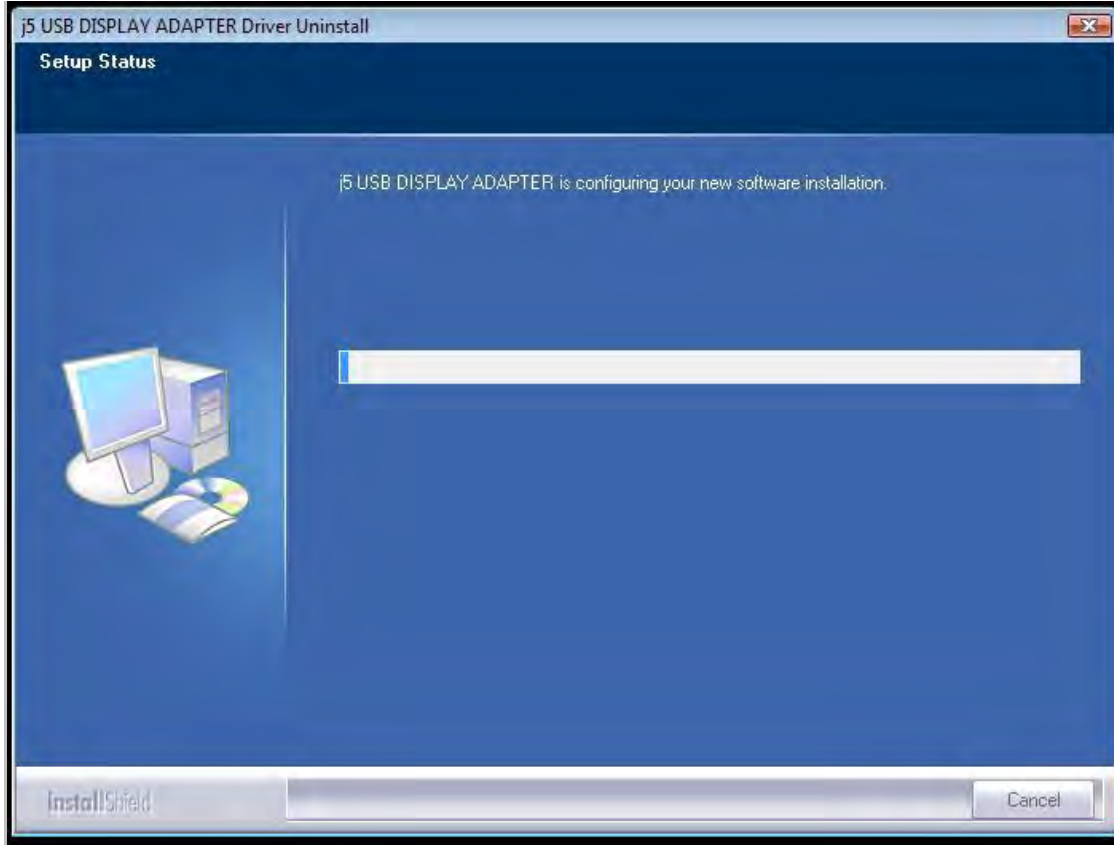 j5 USB DISPLAY ADAPTER Driver Uninstall
Setup Status
j5 USB DISPLAY ADAPTER is configuring your new software installation.
InstallShield
Cancel